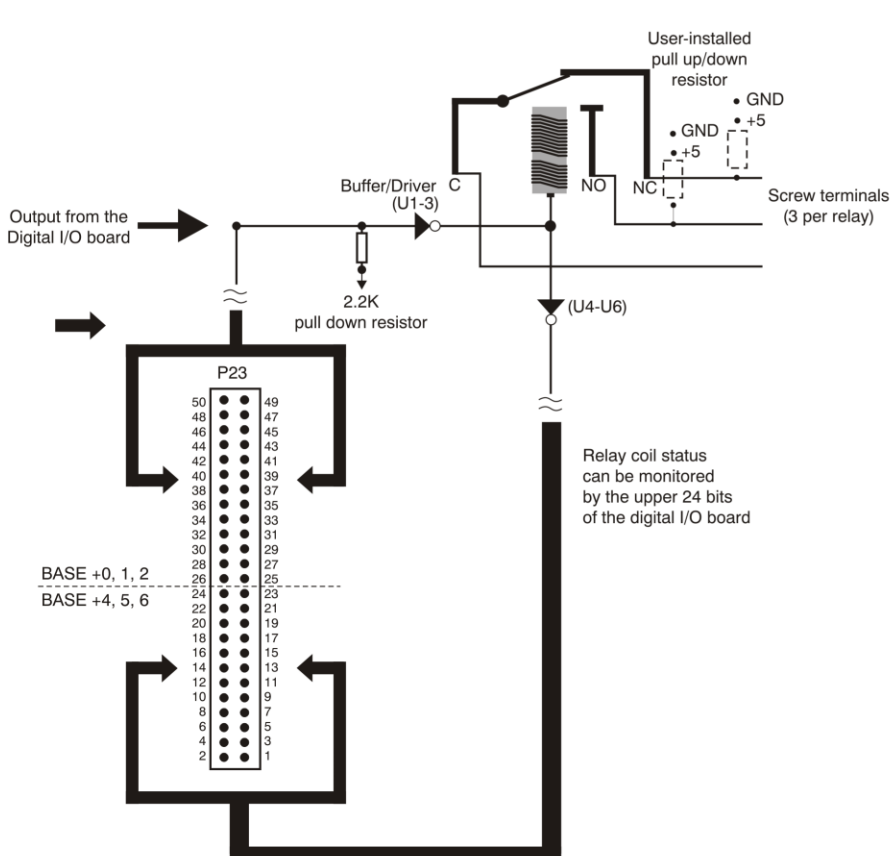 User-installed
pull up/down
resistor
GND
+5
GND
+5
Buffer/Driver
(U1-3)
C
NO
NC
Screw terminals
(3 per relay)
Output from the
Digital I/O board
2.2K
pull down resistor
(U4-U6)
P23
50 49
48 47
46 45
44 43
42 41
40 39
38 37
36 35
34 33
32 31
30 29
28 27
26 25
24 23
22 21
20 19
18 17
16 15
14 13
12 11
10 9
8 7
6 5
4 3
2 1
BASE +0, 1, 2
BASE +4, 5, 6
Relay coil status
can be monitored
by the upper 24 bits
of the digital I/O board